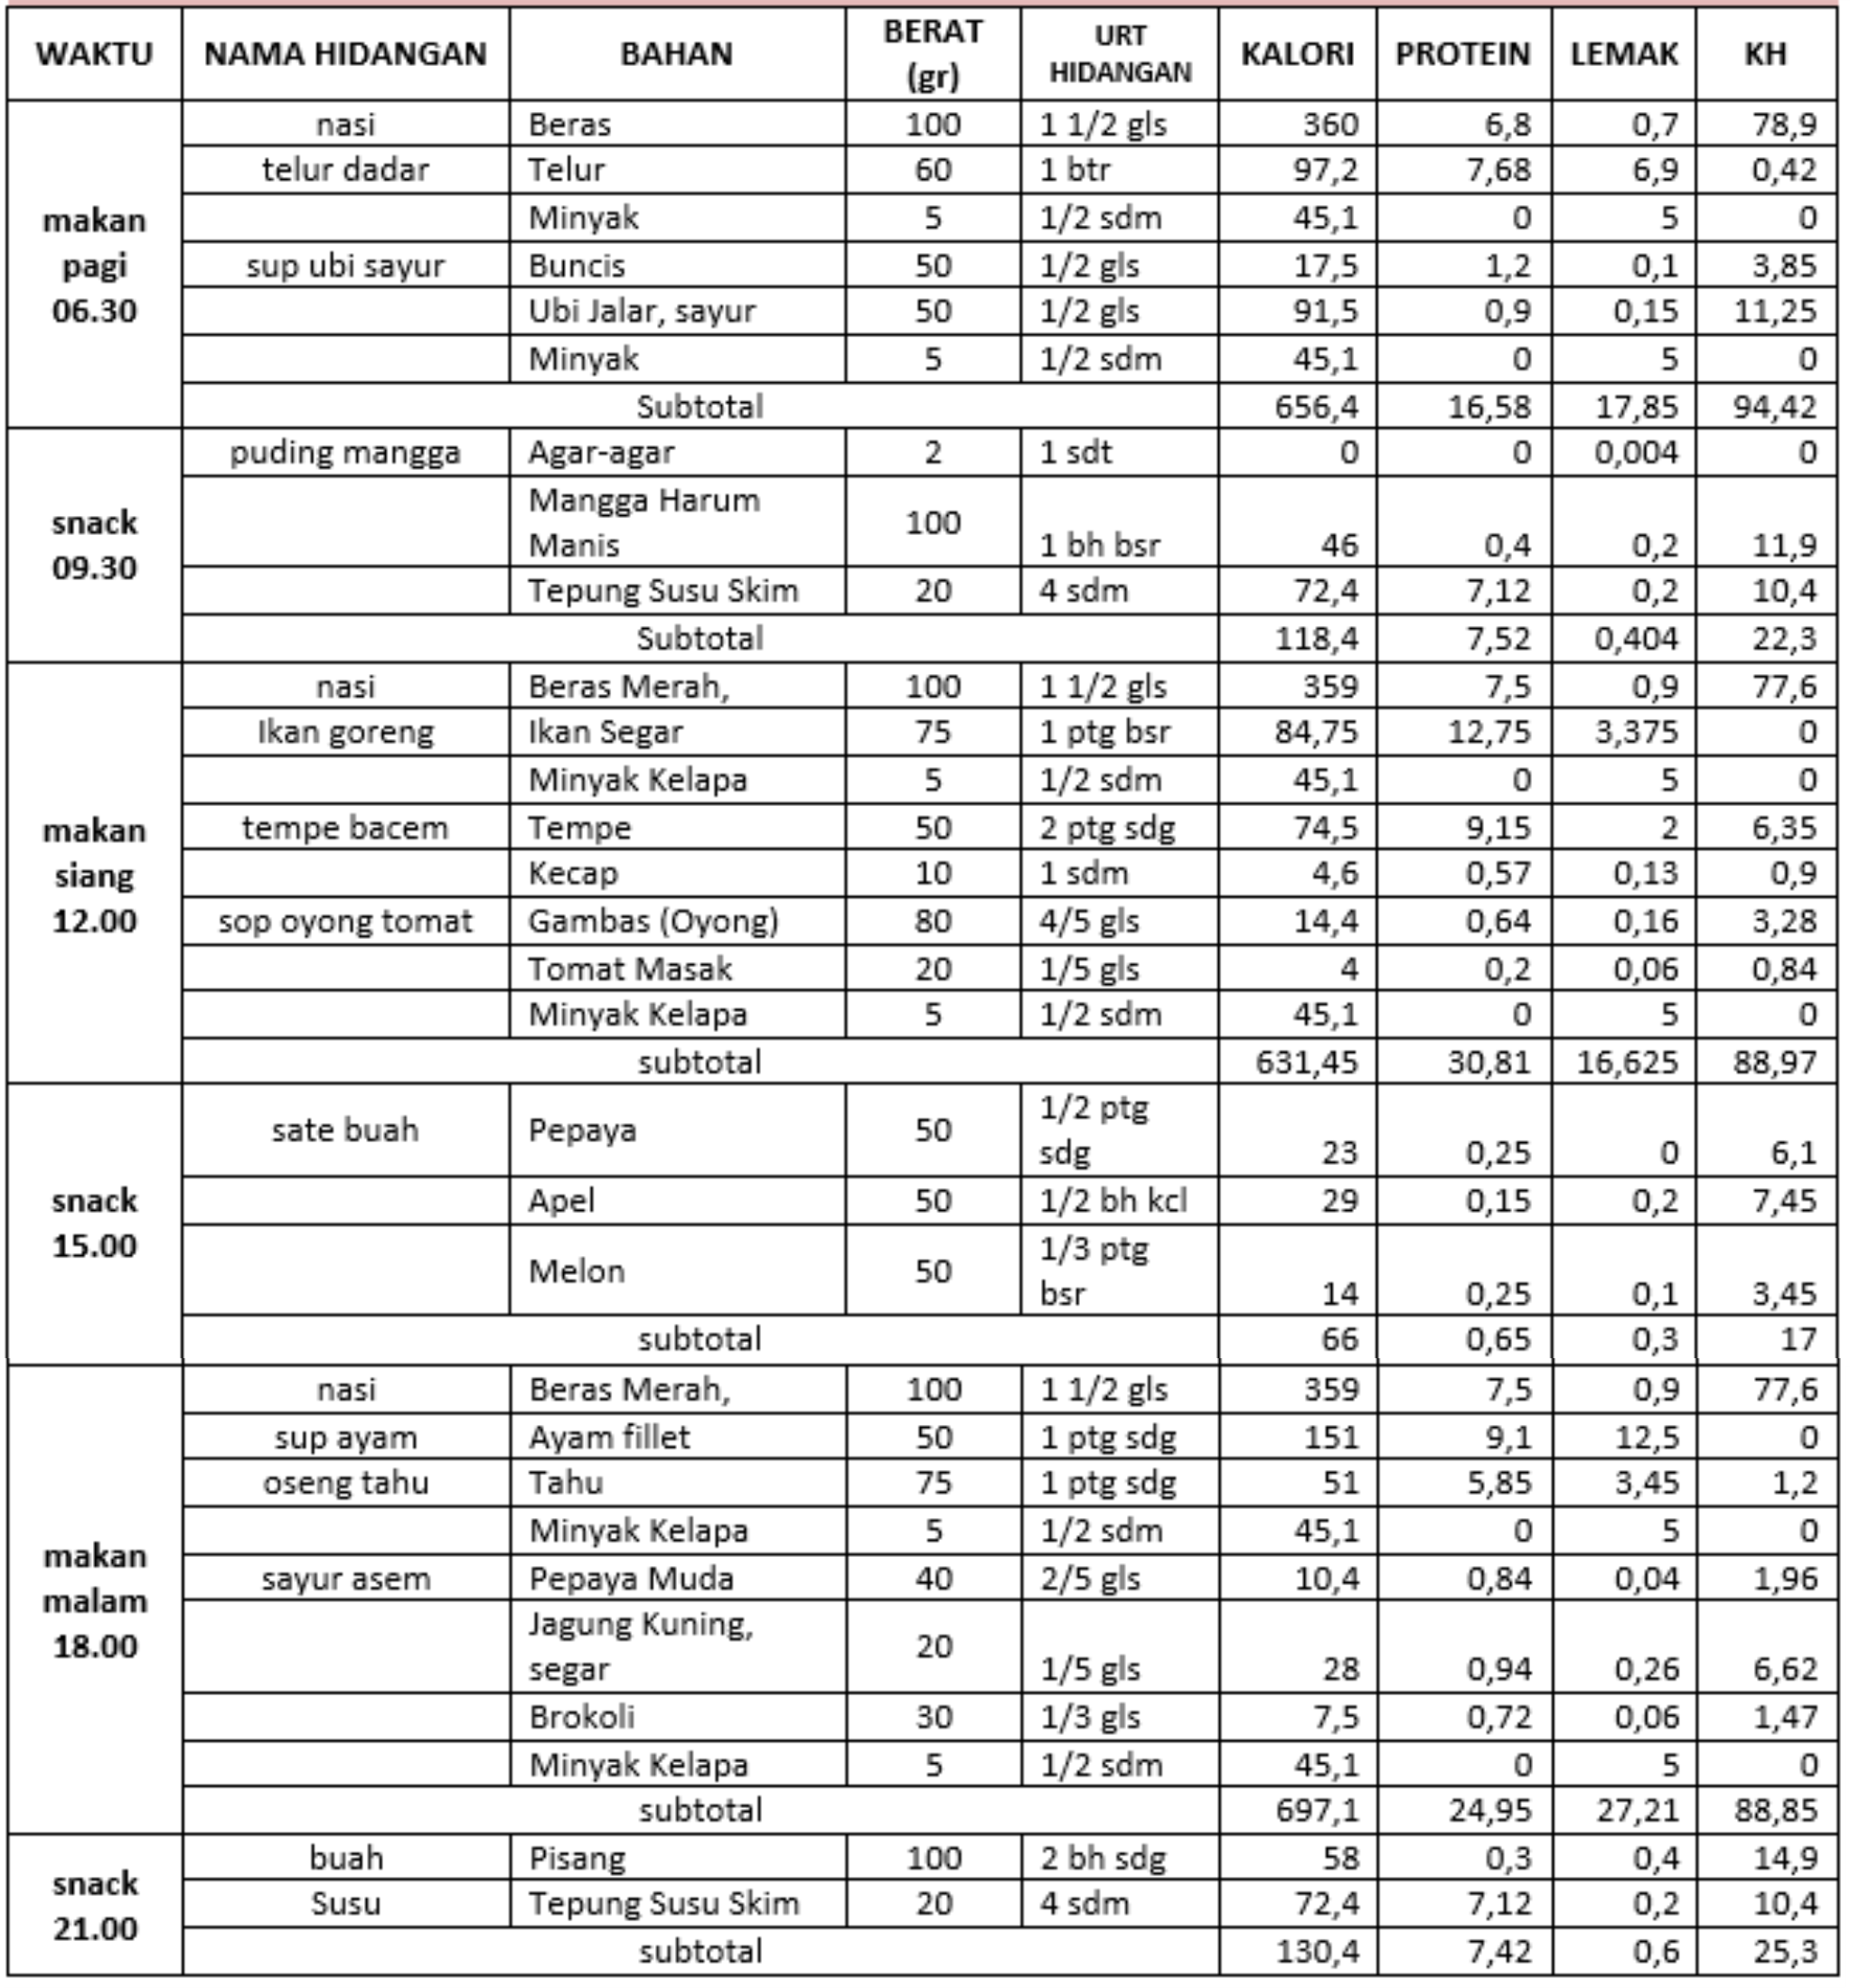 WAKTU NAMA HIDANGAN BAHAN BERAT (gr) URT HIDANGAN KALORI PROTEIN LEMAK KH
makan pagi 06.30
nasi Beras 100 1 1/2 gls 360 6,8 0,7 78,9
telur dadar Telur 60 1 btr 97,2 7,68 6,9 0,42
Minyak 5 1/2 sdm 45,1 0 5 0
sup ubi sayur Buncis 50 1/2 gls 17,5 1,2 0,1 3,85
Ubi Jalar, sayur 50 1/2 gls 91,5 0,9 0,15 11,25
Minyak 5 1/2 sdm 45,1 0 5 0
Subtotal 656,4 16,58 17,85 94,42
snack 09.30
puding mangga Agar-agar 2 1 sdt 0 0 0,004 0
Mangga Harum Manis 100 1 bh bsr 46 0,4 0,2 11,9
Tepung Susu Skim 20 4 sdm 72,4 7,12 0,2 10,4
Subtotal 118,4 7,52 0,404 22,3
makan siang 12.00
nasi Beras Merah, 100 1 1/2 gls 359 7,5 0,9 77,6
Ikan goreng Ikan Segar 75 1 ptg bsr 84,75 12,75 3,375 0
Minyak Kelapa 5 1/2 sdm 45,1 0 5 0
tempe bacem Tempe 50 2 ptg sdg 74,5 9,15 2 6,35
Kecap 10 1 sdm 4,6 0,57 0,13 0,9
sop oyong tomat Gambas (Oyong) 80 4/5 gls 14,4 0,64 0,16 3,28
Tomat Masak 20 1/5 gls 4 0,2 0,06 0,84
Minyak Kelapa 5 1/2 sdm 45,1 0 5 0
subtotal 631,45 30,81 16,625 88,97
snack 15.00
sate buah Pepaya 50 1/2 ptg sdg 23 0,25 0 6,1
Apel 50 1/2 bh kcl 29 0,15 0,2 7,45
Melon 50 1/3 ptg bsr 14 0,25 0,1 3,45
subtotal 66 0,65 0,3 17
makan malam 18.00
nasi Beras Merah, 100 1 1/2 gls 359 7,5 0,9 77,6
sup ayam Ayam fillet 50 1 ptg sdg 151 9,1 12,5 0
oseng tahu Tahu 75 1 ptg sdg 51 5,85 3,45 1,2
Minyak Kelapa 5 1/2 sdm 45,1 0 5 0
sayur asem Pepaya Muda 40 2/5 gls 10,4 0,84 0,04 1,96
Jagung Kuning, segar 20 1/5 gls 28 0,94 0,26 6,62
Brokoli 30 1/3 gls 7,5 0,72 0,06 1,47
Minyak Kelapa 5 1/2 sdm 45,1 0 5 0
subtotal 697,1 24,95 27,21 88,85
snack 21.00
buah Pisang 100 2 bh sdg 58 0,3 0,4 14,9
Susu Tepung Susu Skim 20 4 sdm 72,4 7,12 0,2 10,4
subtotal 130,4 7,42 0,6 25,3